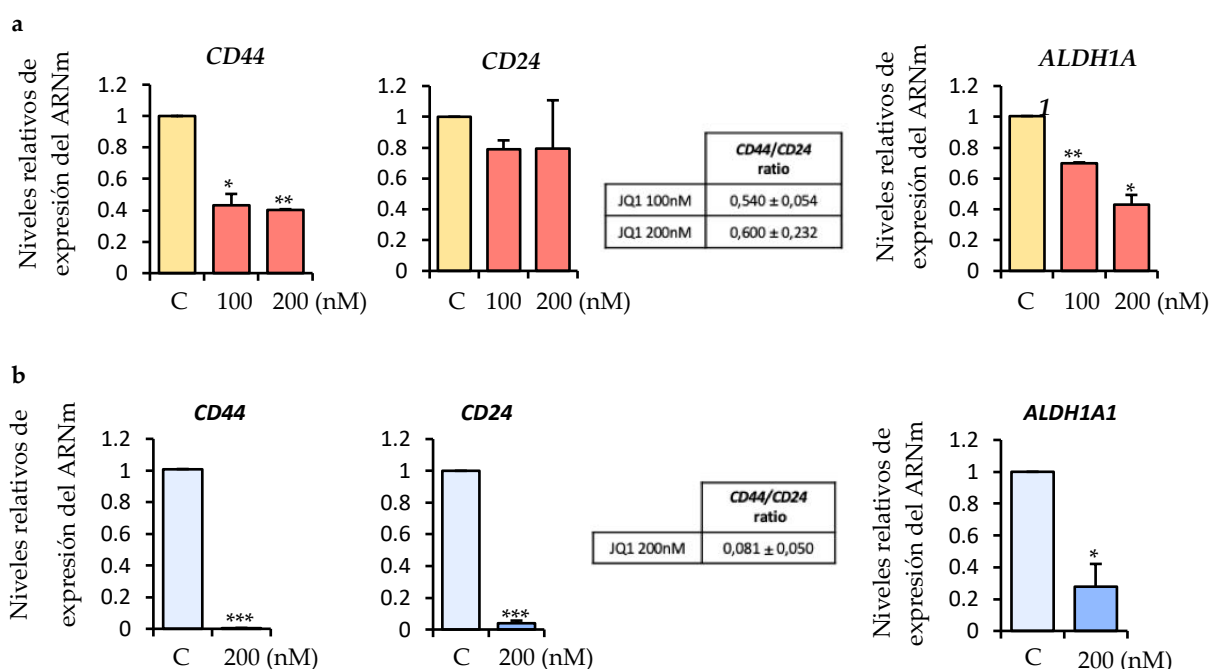 a
CD44
CD24
ALDH1A
1
Niveles relativos de
expresión del ARNm
1.2
1
0.8
0.6
0.4
0.2
0
*
**
C 100 200 (nM)
1.2
1
0.8
0.6
0.4
0.2
0
C 100 200 (nM)
CD44/CD24
ratio
JQ1 100nM 0,540 ± 0,054
JQ1 200nM 0,600 ± 0,232
Niveles relativos de
expresión del ARNm
1.2
1
0.8
0.6
0.4
0.2
0
**
*
C 100 200 (nM)
b
CD44
CD24
ALDH1A1
Niveles relativos de
expresión del ARNm
1.2
1
0.8
0.6
0.4
0.2
0
***
C 200 (nM)
1.2
1
0.8
0.6
0.4
0.2
0
***
C 200 (nM)
CD44/CD24
ratio
JQ1 200nM 0,081 ± 0,050
Niveles relativos de
expresión del ARNm
1.2
1
0.8
0.6
0.4
0.2
0
*
C 200 (nM)